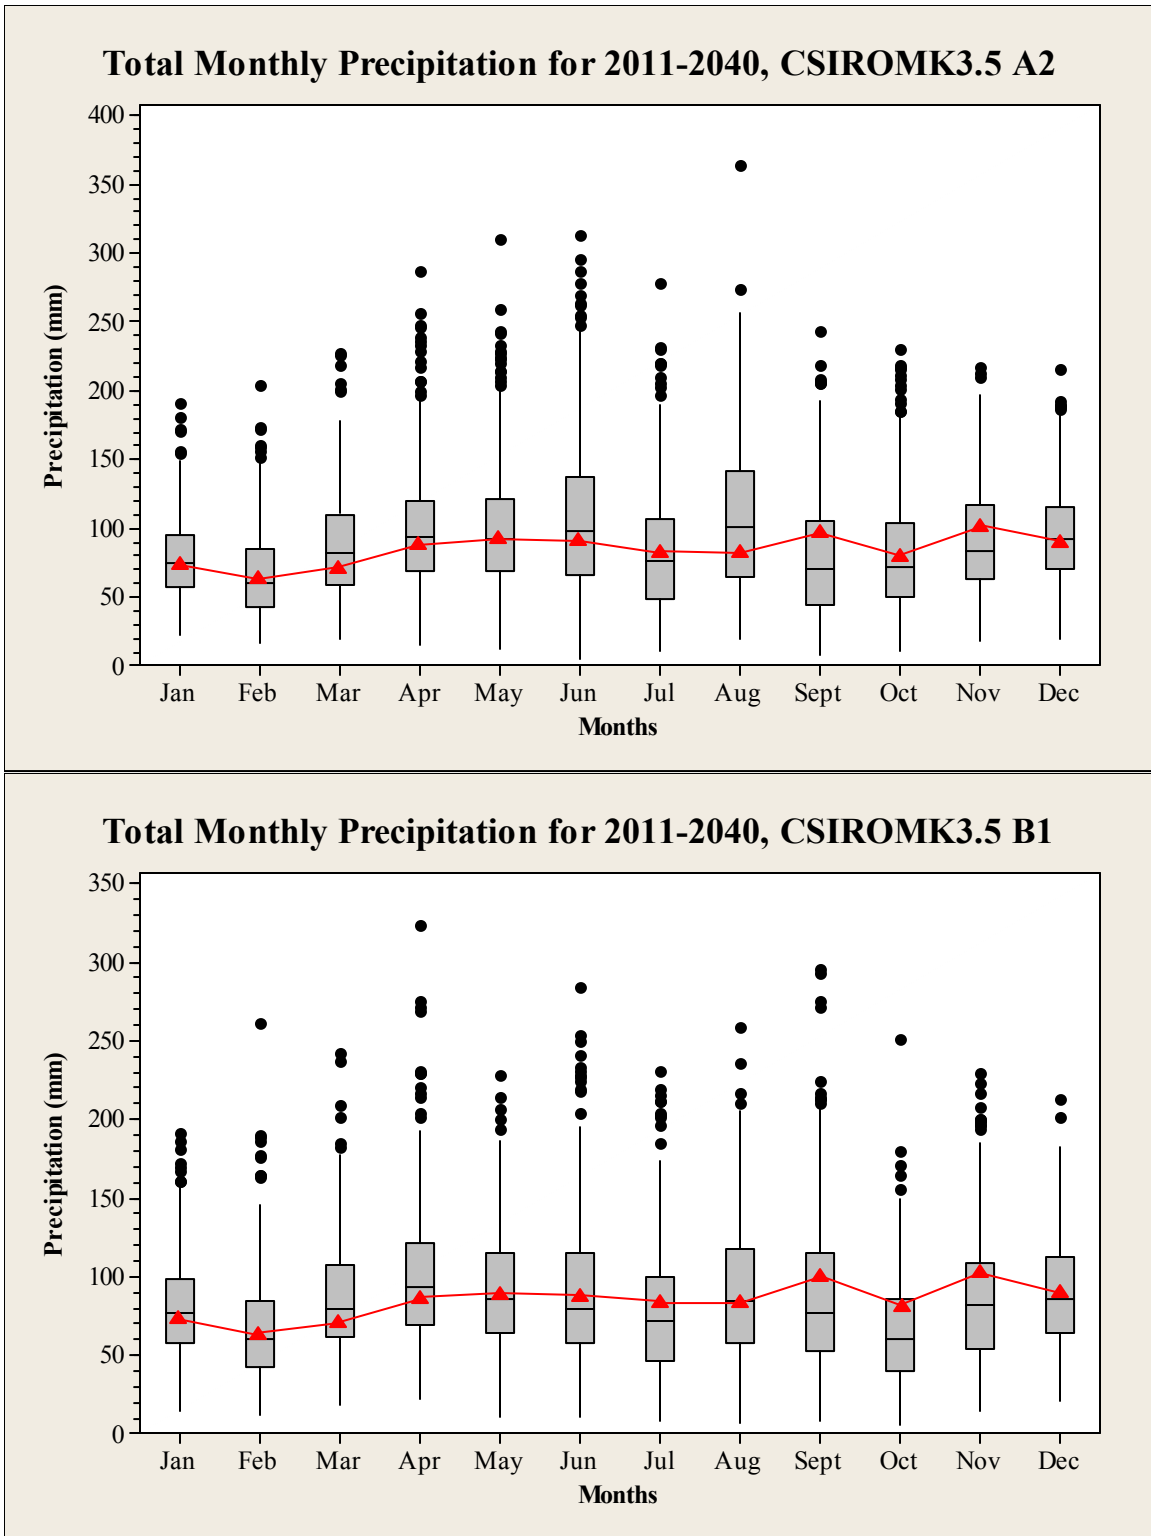 Total Monthly Precipitation for 2011-2040, CSIROMK3.5 A2
400
350
300
250
200
150
100
50
0
Precipitation (mm)
Jan Feb Mar Apr May Jun Jul Aug Sept Oct Nov Dec
Months
Total Monthly Precipitation for 2011-2040, CSIROMK3.5 B1
350
300
250
200
150
100
50
0
Precipitation (mm)
Jan Feb Mar Apr May Jun Jul Aug Sept Oct Nov Dec
Months